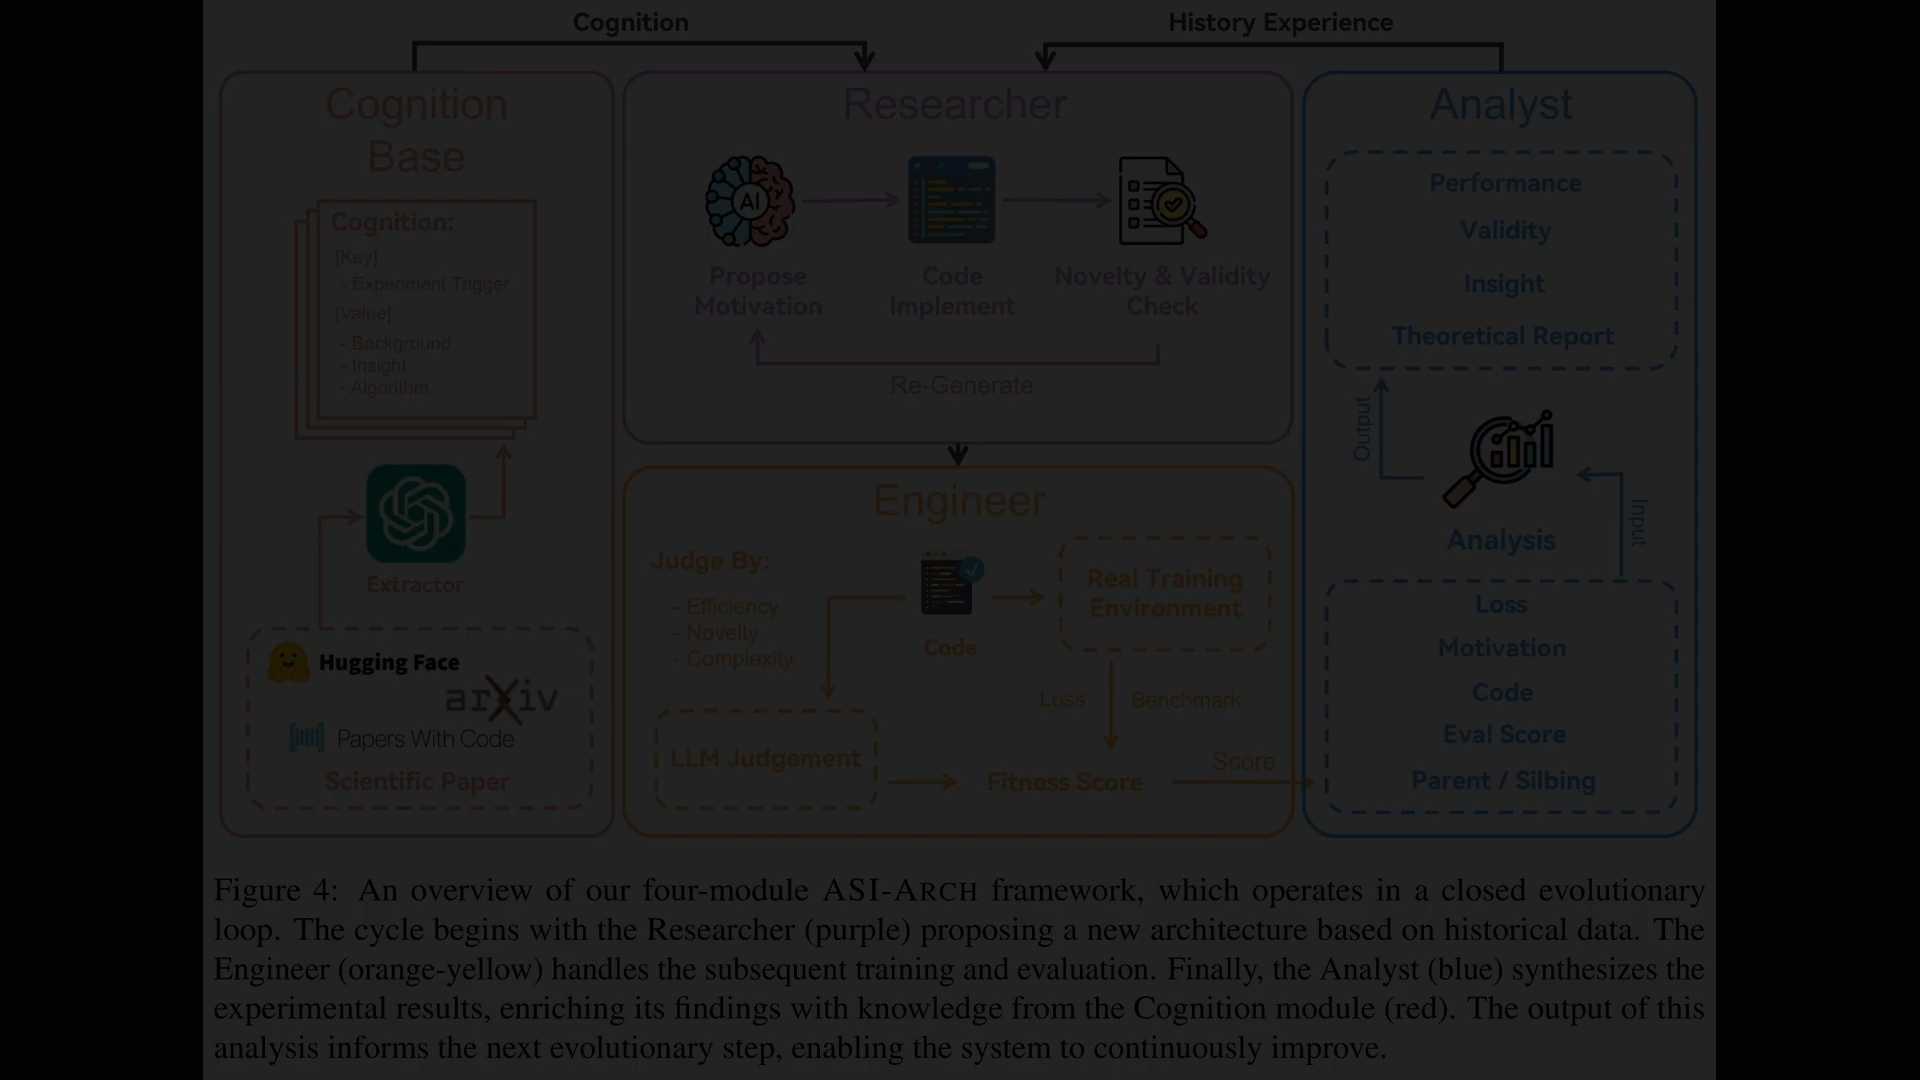 Cognition
History Experience
Cognition
Base
Cognition:
[Key]
- Experiment Trigger
[Value]
- Background
- Insight
- Algorithm
Extractor
Hugging Face
arXiv
Papers With Code
Scientific Paper
Researcher
AI
Propose
Motivation
Code
Implement
Novelty & Validity
Check
Re-Generate
Engineer
Judge By:
- Efficiency
- Novelty
- Complexity
Code
Real Training
Environment
Loss
Benchmark
LLM Judgement
Fitness Score
Score
Analyst
Performance
Validity
Insight
Theoretical Report
Output
Input
Analysis
Loss
Motivation
Code
Eval Score
Parent / Silbing
Figure 4: An overview of our four-module ASI-ARCH framework, which operates in a closed evolutionary
loop. The cycle begins with the Researcher (purple) proposing a new architecture based on historical data. The
Engineer (orange-yellow) handles the subsequent training and evaluation. Finally, the Analyst (blue) synthesizes the
experimental results, enriching its findings with knowledge from the Cognition module (red). The output of this
analysis informs the next evolutionary step, enabling the system to continuously improve.